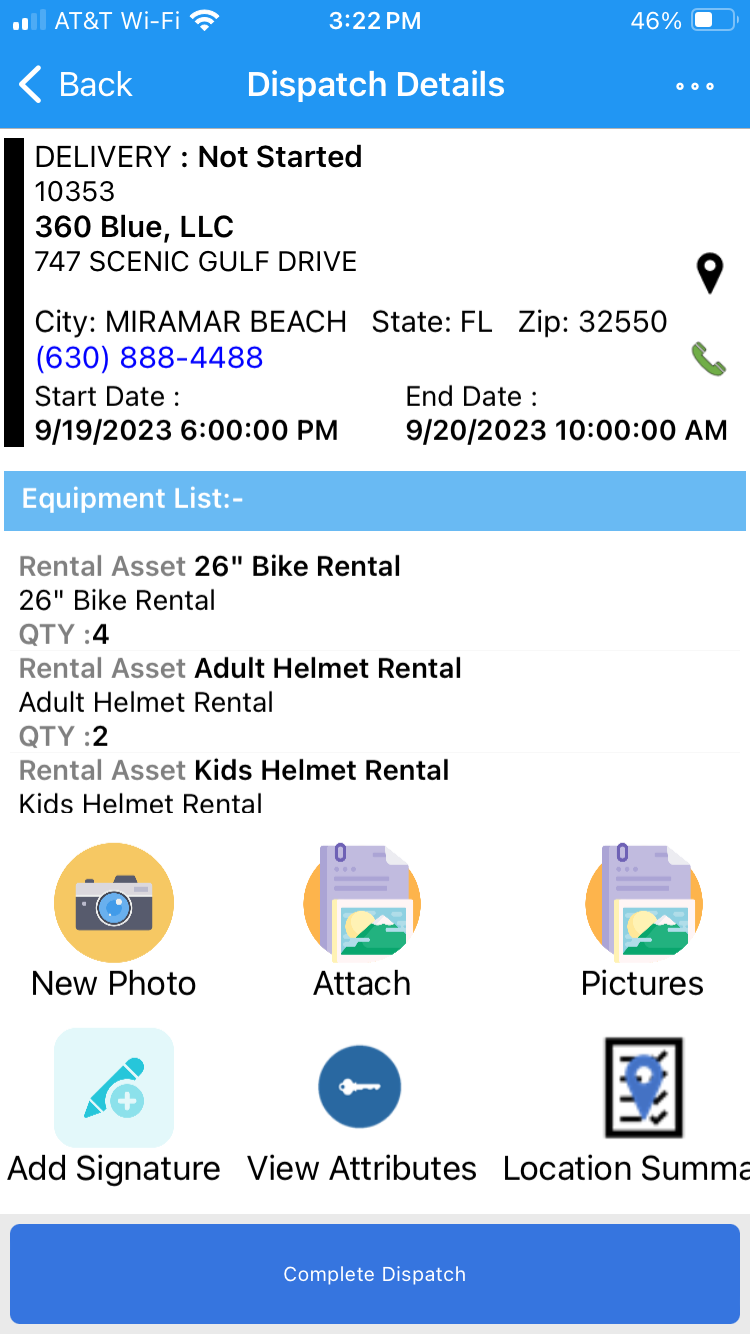 AT&T Wi-Fi 3:22 PM 46%
Back Dispatch Details
DELIVERY : Not Started
10353
360 Blue, LLC
747 SCENIC GULF DRIVE
City: MIRAMAR BEACH State: FL Zip: 32550
(630) 888-4488
Start Date : End Date :
9/19/2023 6:00:00 PM 9/20/2023 10:00:00 AM
Equipment List:-
Rental Asset 26" Bike Rental
26" Bike Rental
QTY :4
Rental Asset Adult Helmet Rental
Adult Helmet Rental
QTY :2
Rental Asset Kids Helmet Rental
Kids Helmet Rental
New Photo Attach Pictures
Add Signature View Attributes Location Summa
Complete Dispatch